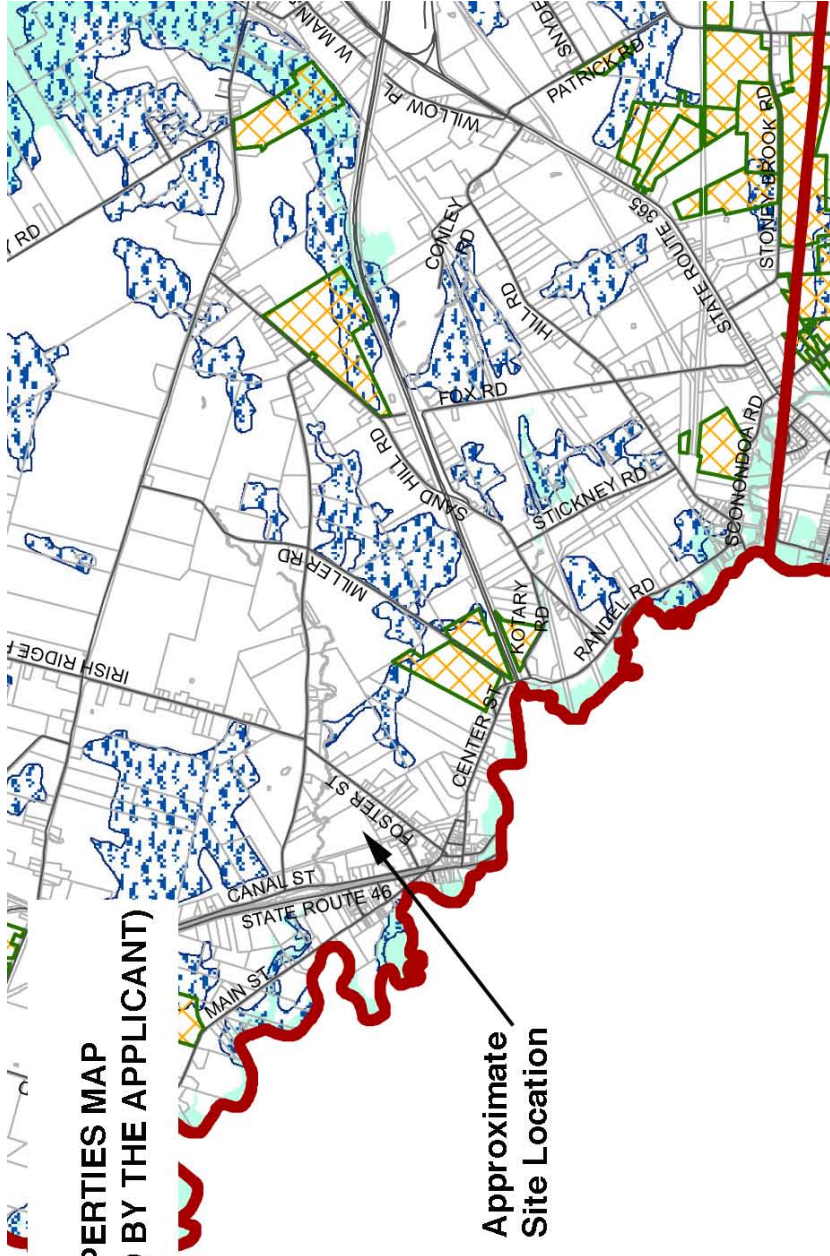 PERTIES MAP
BY THE APPLICANT)
Approximate
Site Location
MAIN ST
STATE ROUTE 46
CANAL ST
FOSTER ST
CENTER ST
IRISH RIDGE
MILLER RD
KOTARY
RD
RANDEL RD
SAND HILL RD
STICKNEY RD
SCONONDOA RD
FOX RD
HILL RD
CONLEY
RD
STATE ROUTE 365
STONEY BROOK RD
PATRICK RD
WILLOW PL
W MAIN
SNYDE
RD